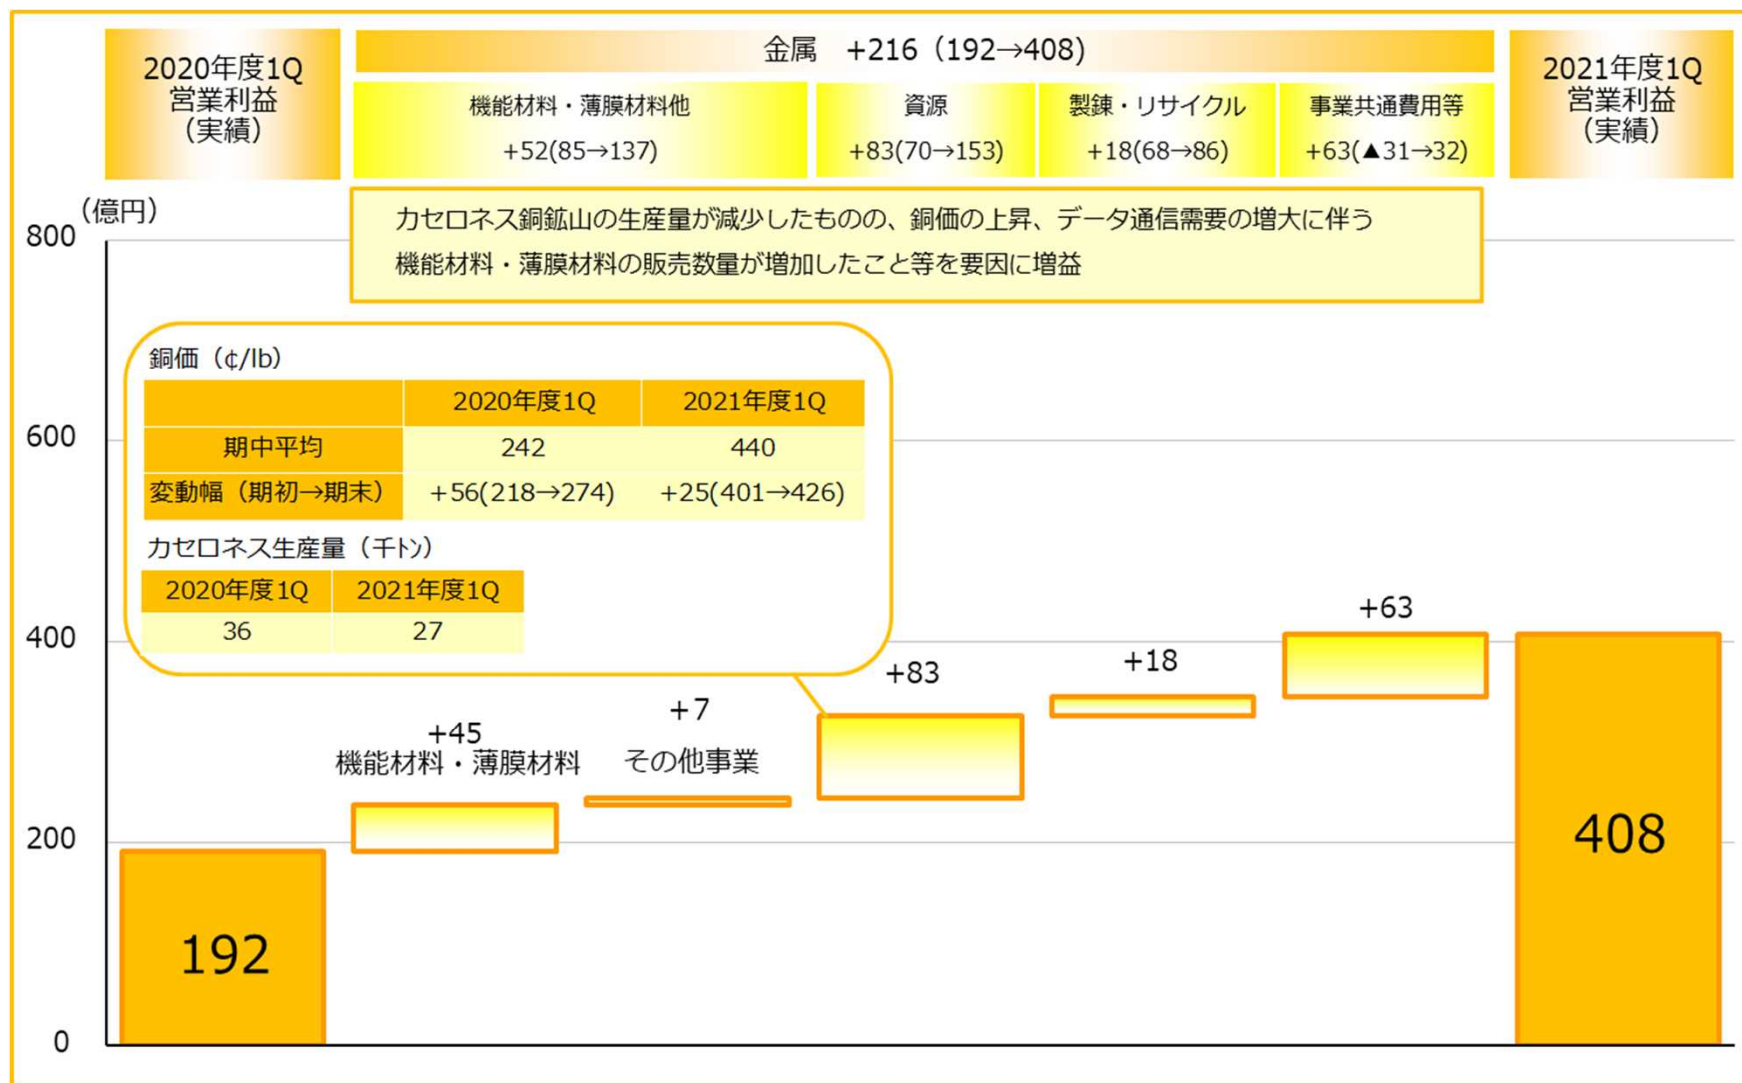 2020年度1Q
営業利益
（実績）
金属　+216（192→408）
機能材料・薄膜材料他
+52(85→137)
資源
+83(70→153)
製錬・リサイクル
+18(68→86)
事業共通費用等
+63(▲31→32)
2021年度1Q
営業利益
（実績）
（億円）
カセロネス銅鉱山の生産量が減少したものの、銅価の上昇、データ通信需要の増大に伴う
機能材料・薄膜材料の販売数量が増加したこと等を要因に増益
800
600
400
200
0
銅価（¢/lb）
2020年度1Q 2021年度1Q
期中平均 242 440
変動幅（期初→期末） +56(218→274) +25(401→426)
カセロネス生産量（千㌧）
2020年度1Q 2021年度1Q
36 27
192
+45
機能材料・薄膜材料
+7
その他事業
+83
+18
+63
408